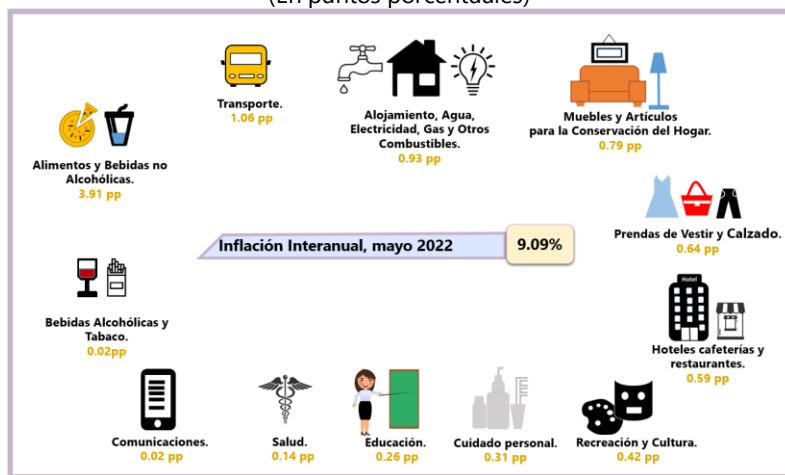 (En puntos porcentuales)
Transporte.
1.06 pp
Alojamiento, Agua,
Electricidad, Gas y Otros
Combustibles.
0.93 pp
Muebles y Artículos
para la Conservación del Hogar.
0.79 pp
Alimentos y Bebidas no
Alcohólicas.
3.91 pp
Prendas de Vestir y Calzado.
0.64 pp
Inflación Interanual, mayo 2022
9.09%
Bebidas Alcohólicas y
Tabaco.
0.02pp
Hotel
Hoteles cafeterías y
restaurantes.
0.59 pp
Comunicaciones.
0.02 pp
Salud.
0.14 pp
Educación.
0.26 pp
Cuidado personal.
0.31 pp
Recreación y Cultura.
0.42 pp